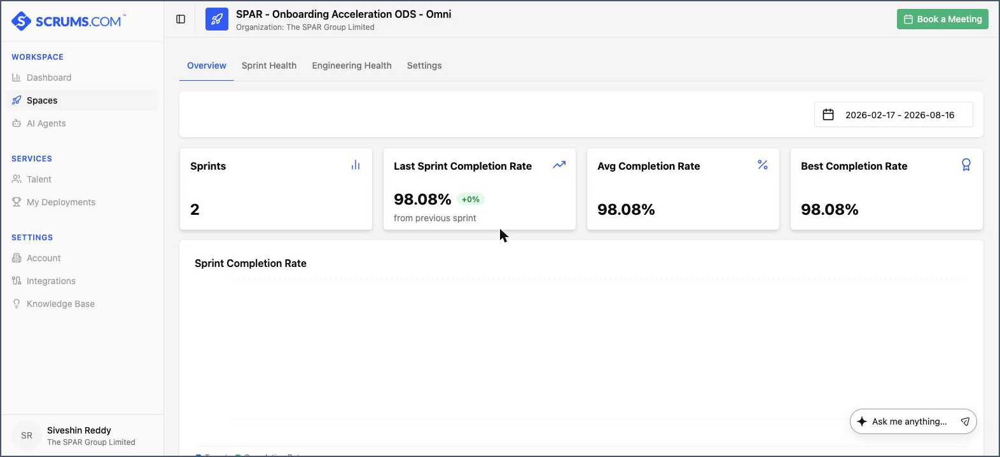 SCRUMS.COM™
SPAR - Onboarding Acceleration ODS - Omni
Organization: The SPAR Group Limited
Book a Meeting
WORKSPACE
Dashboard
Spaces
AI Agents
SERVICES
Talent
My Deployments
SETTINGS
Account
Integrations
Knowledge Base
SR
Siveshin Reddy
The SPAR Group Limited
Overview
Sprint Health
Engineering Health
Settings
2026-02-17 - 2026-08-16
Sprints
2
Last Sprint Completion Rate
98.08% +0%
from previous sprint
Avg Completion Rate
98.08%
Best Completion Rate
98.08%
Sprint Completion Rate
Ask me anything...